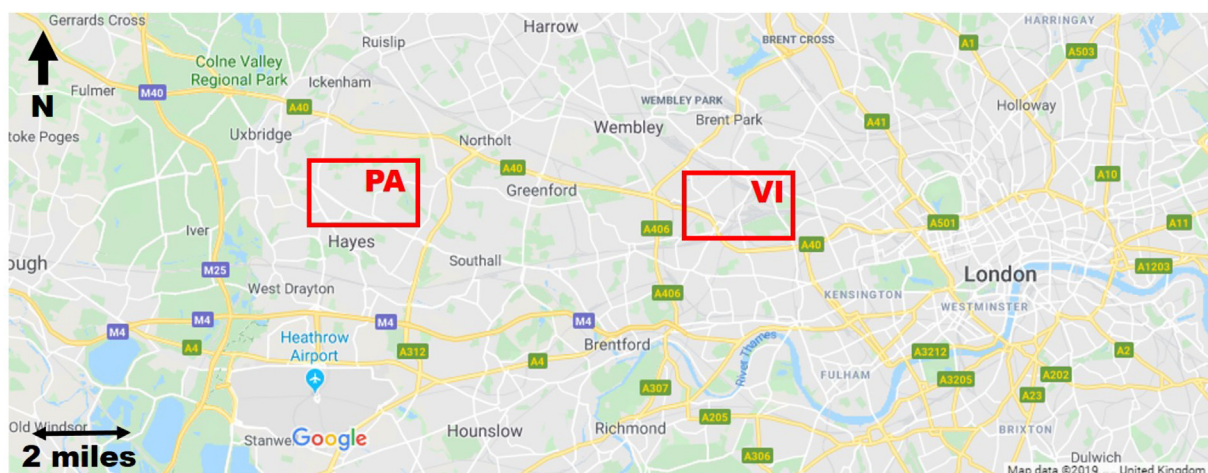 Gerrards Cross
Harrow
HARRINGAY
Ruislip
BRENT CROSS
A1
A503
Colne Valley
Regional Park
Ickenham
N
Fulmer
M40
A40
WEMBLEY PARK
Holloway
Brent Park
A41
Uxbridge
Wembley
toke Poges
Northolt
PA
A40
VI
A10
Greenford
Iver
A406
A501
A11
Hayes
A40
ough
Southall
M25
London
A1203
West Drayton
A406
KENSINGTON
WESTMINSTER
M4
M4
M4
M4
Heathrow
Airport
A4
A312
Brentford
A4
River Thames
A3212
A2
FULHAM
A3205
A202
A307
A23
Old Windsor
A205
BRIXTON
Stanwe
Google
Hounslow
Richmond
2 miles
A306
Dulwich
Map data ©2019
United Kingdom